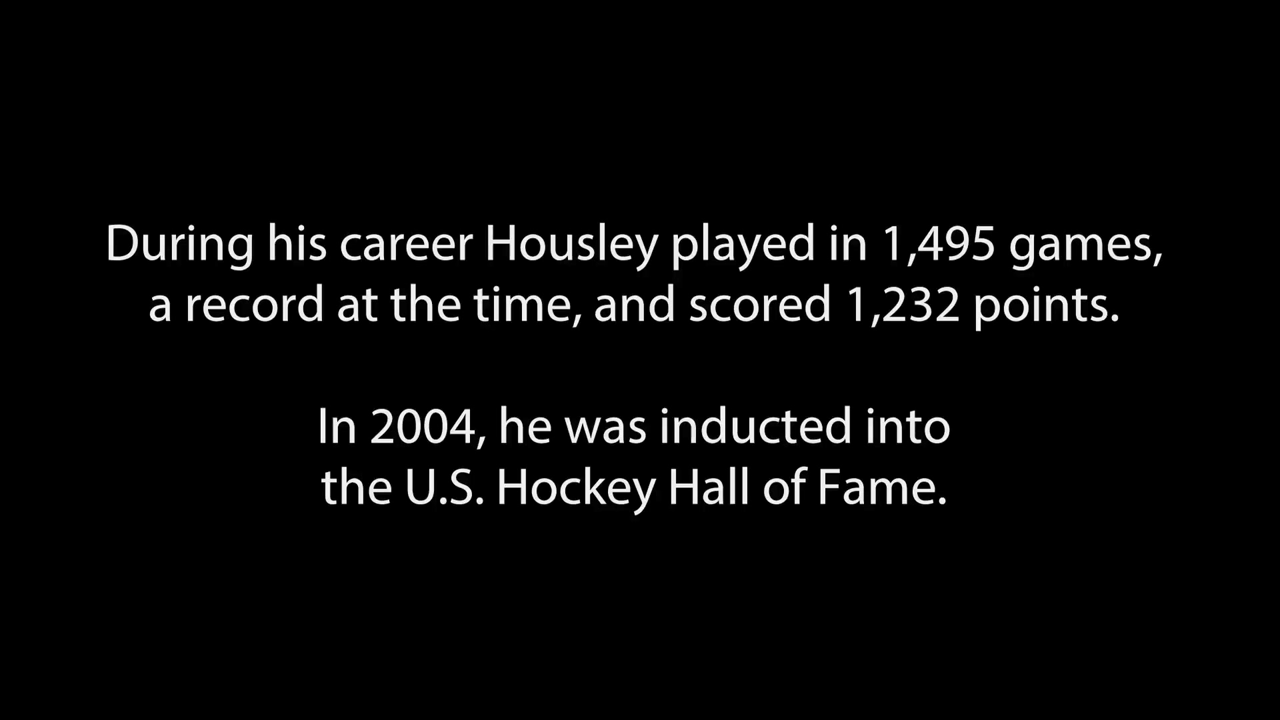 During his career Housley played in 1,495 games,
a record at the time, and scored 1,232 points.
In 2004, he was inducted into
the U.S. Hockey Hall of Fame.